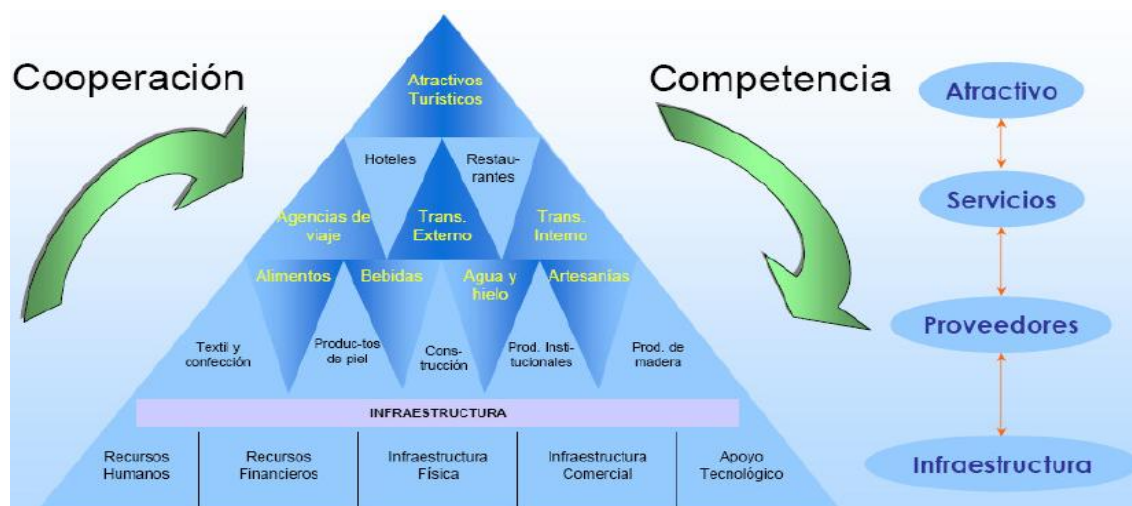 Cooperación
Competencia
Atractivos
Turísticos
Hoteles
Restau-
rantes
Agencias de
viaje
Trans.
Externo
Trans.
Interno
Alimentos
Bebidas
Agua y
hielo
Artesanías
Textil y
confección
Produc-tos
de piel
Cons-
trucción
Prod. Insti-
tucionales
Prod. de
madera
INFRAESTRUCTURA
Recursos
Humanos
Recursos
Financieros
Infraestructura
Física
Infraestructura
Comercial
Apoyo
Tecnológico
Atractivo
Servicios
Proveedores
Infraestructura